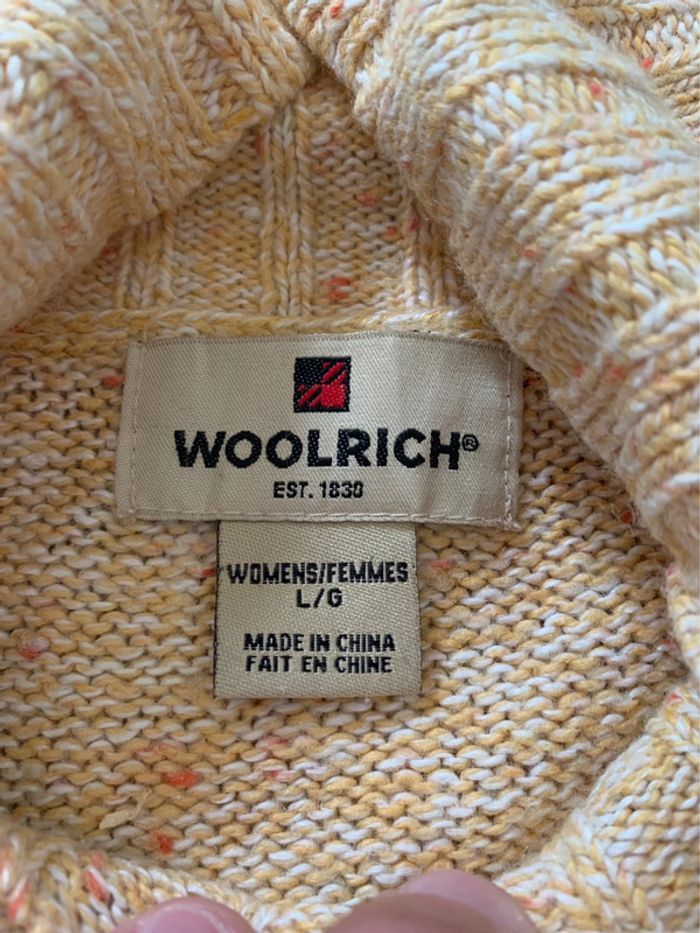 WOOLRICH®
EST. 1830
WOMENS/FEMMES
L/G
MADE IN CHINA
FAIT EN CHINE